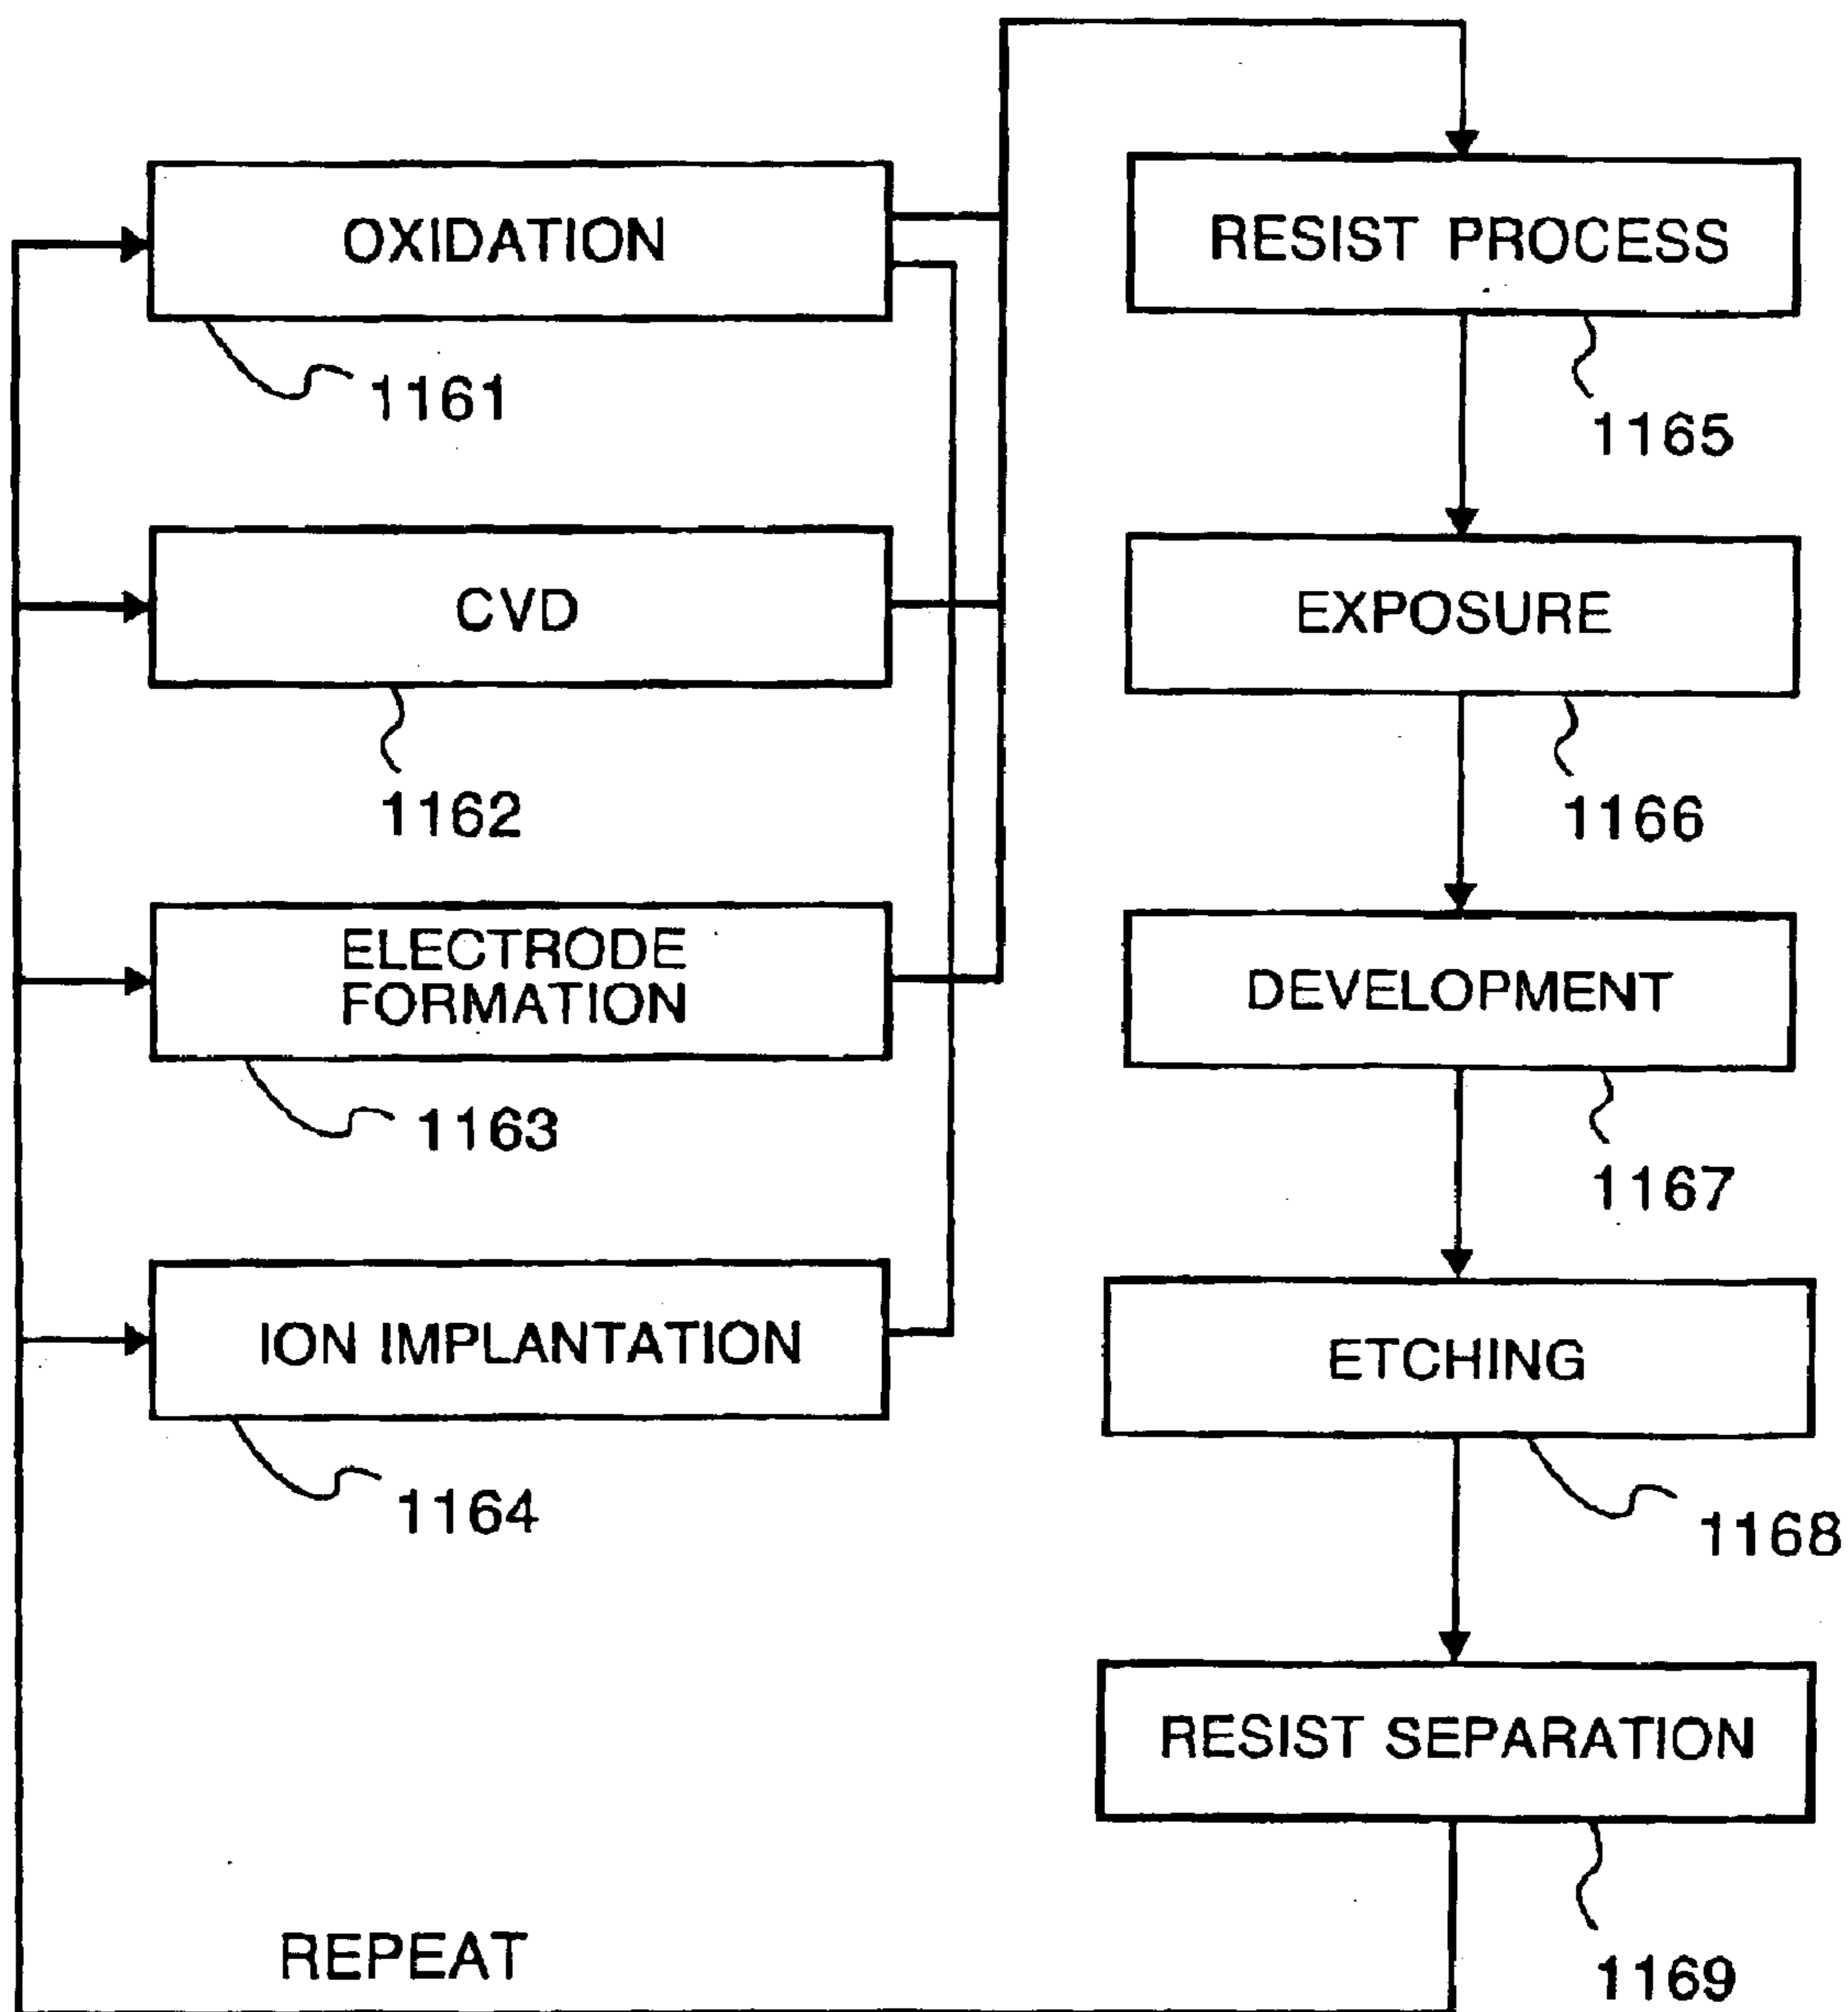 OXIDATION
1161
CVD
1162
ELECTRODE
FORMATION
1163
ION IMPLANTATION
1164
RESIST PROCESS
1165
EXPOSURE
1166
DEVELOPMENT
1167
ETCHING
1168
RESIST SEPARATION
1169
REPEAT